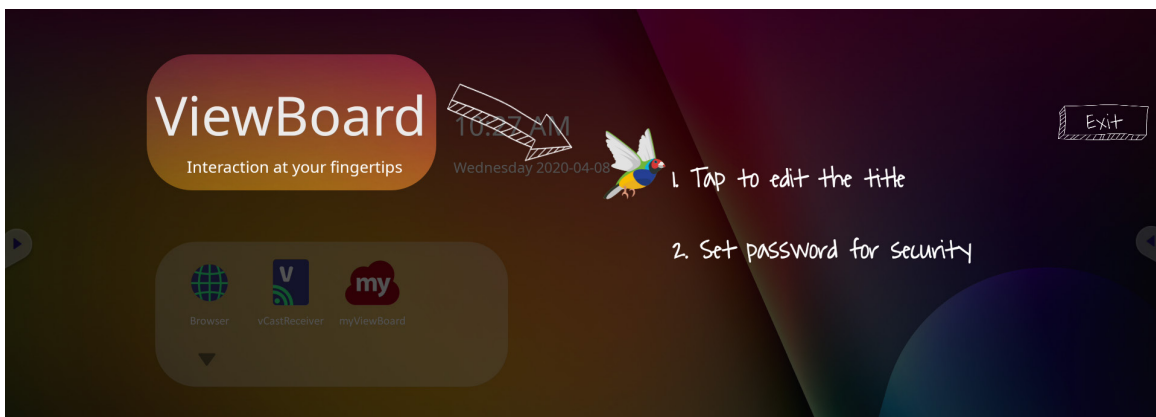 ViewBoard
Interaction at your fingertips
10:27 AM
Wednesday 2020-04-08
Exit
1. Tap to edit the title
2. Set password for security
V
my
Browser
vCastReceiver
myViewBoard